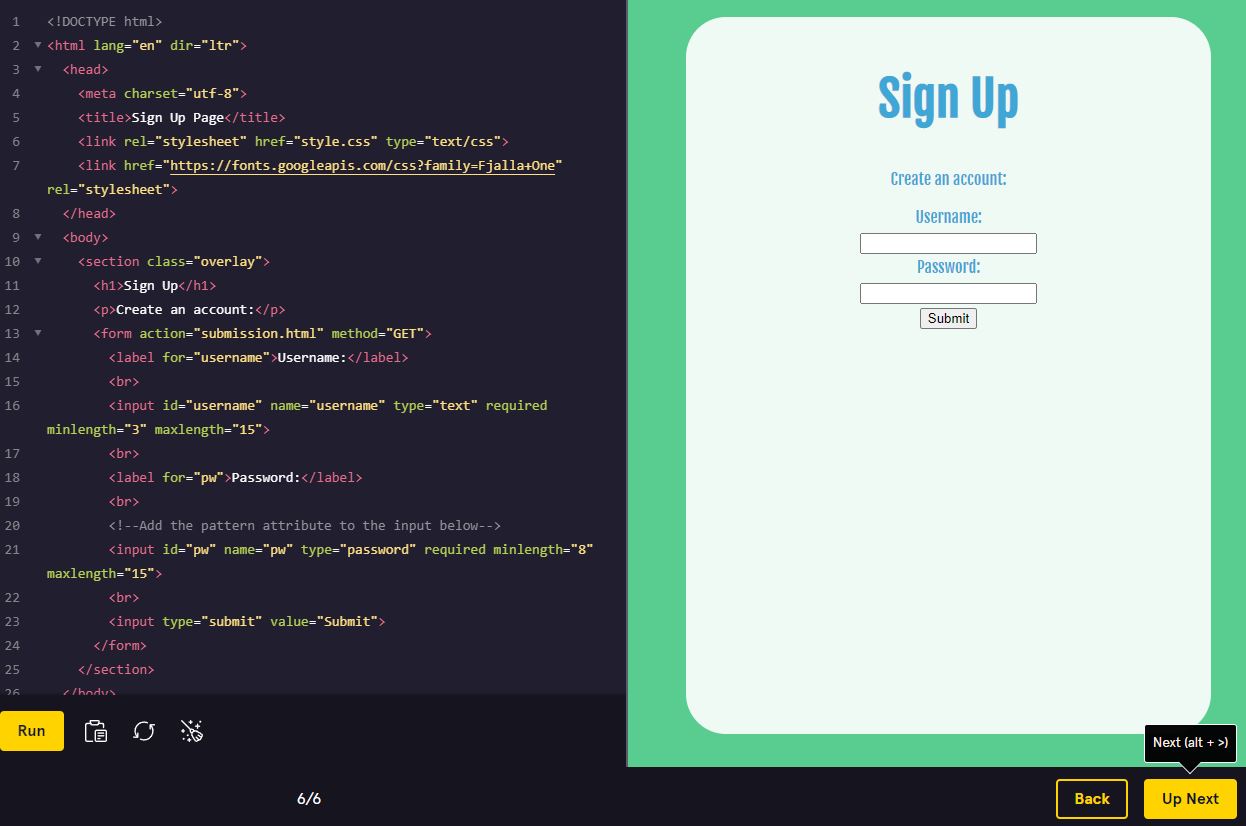 1 <!DOCTYPE html>
2 <html lang="en" dir="ltr">
3 <head>
4 <meta charset="utf-8">
5 <title>Sign Up Page</title>
6 <link rel="stylesheet" href="style.css" type="text/css">
7 <link href="https://fonts.googleapis.com/css?family=Fjalla+One"
rel="stylesheet">
8 </head>
9 <body>
10 <section class="overlay">
11 <h1>Sign Up</h1>
12 <p>Create an account:</p>
13 <form action="submission.html" method="GET">
14 <label for="username">Username:</label>
15 <br>
16 <input id="username" name="username" type="text" required
minlength="3" maxlength="15">
17 <br>
18 <label for="pw">Password:</label>
19 <br>
20 <!--Add the pattern attribute to the input below-->
21 <input id="pw" name="pw" type="password" required minlength="8"
maxlength="15">
22 <br>
23 <input type="submit" value="Submit">
24 </form>
25 </section>
26 </body>
Run
Sign Up
Create an account:
Username:
Password:
Submit
Next (alt + >)
6/6
Back
Up Next